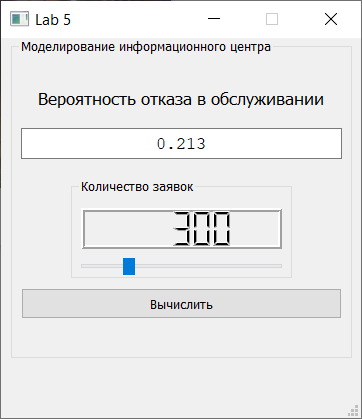 Lab 5
Моделирование информационного центра
Вероятность отказа в обслуживании
0.213
Количество заявок
300
Вычислить